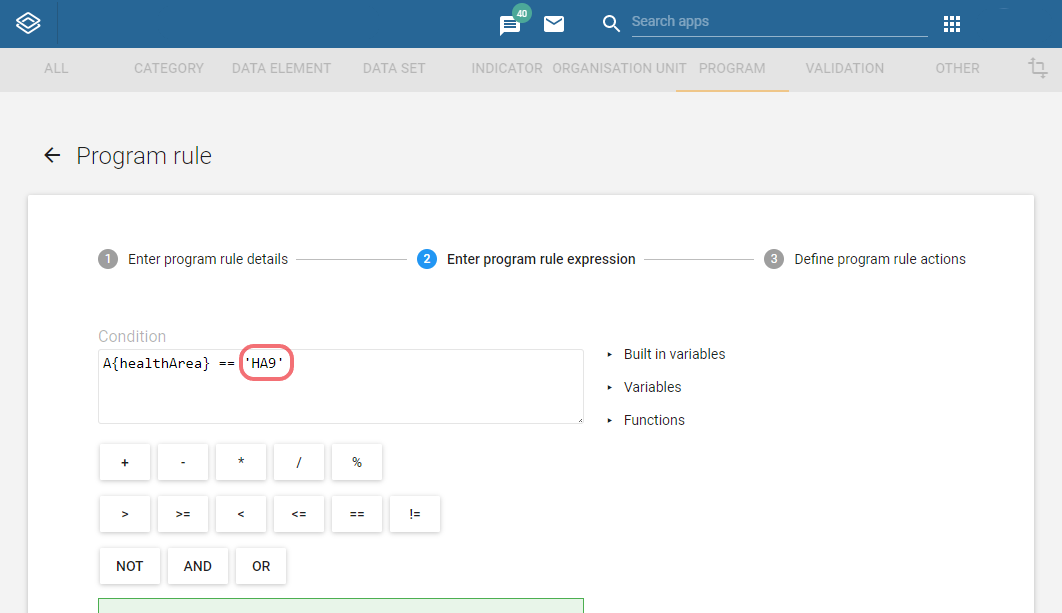 40
Search apps
ALL CATEGORY DATA ELEMENT DATA SET INDICATOR ORGANISATION UNIT PROGRAM VALIDATION OTHER
Program rule
1 Enter program rule details 2 Enter program rule expression 3 Define program rule actions
Condition
A{healthArea} == 'HA9'
Built in variables
Variables
Functions
+ - * / %
> >= < <= == !=
NOT AND OR